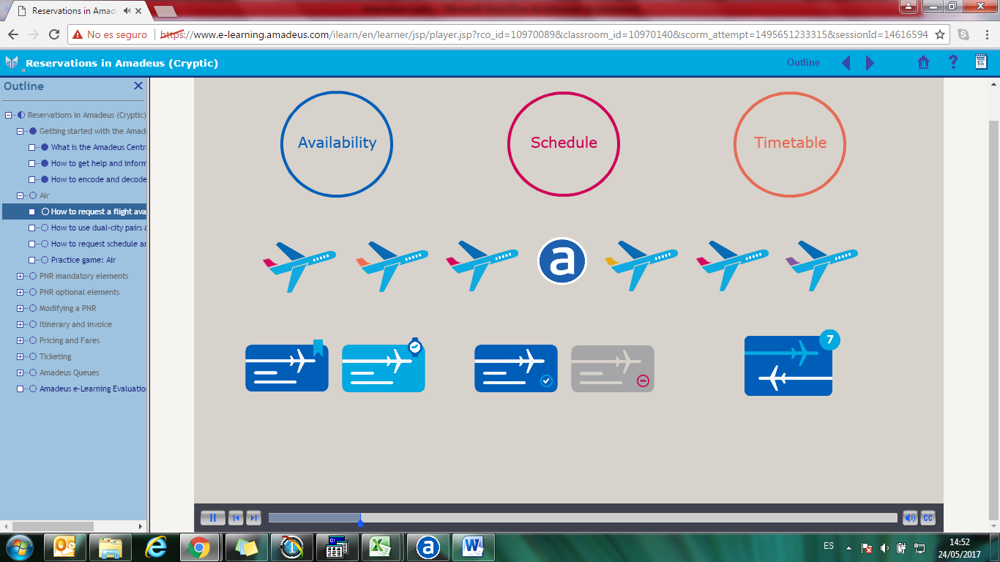 Reservations in Amad
No es seguro
https://www.e-learning.amadeus.com/ilearn/en/learner/jsp/player.jsp?rco_id=10970089&classroom_id=10970140&scorm_attempt=1495651233315&sessionId=14616594
Reservations in Amadeus (Cryptic)
Outline
?
Outline
Reservations in Amadeus (Cryptic)
Getting started with the Amade
What is the Amadeus Centra
How to get help and inform
How to encode and decode
Air
How to request a flight ava
How to use dual-city pairs a
How to request schedule an
Practice game: Air
PNR mandatory elements
PNR optional elements
Modifying a PNR
Itinerary and invoice
Pricing and Fares
Ticketing
Amadeus Queues
Amadeus e-Learning Evaluation
Availability
Schedule
Timetable
a
7
CC
ES
14:52
24/05/2017